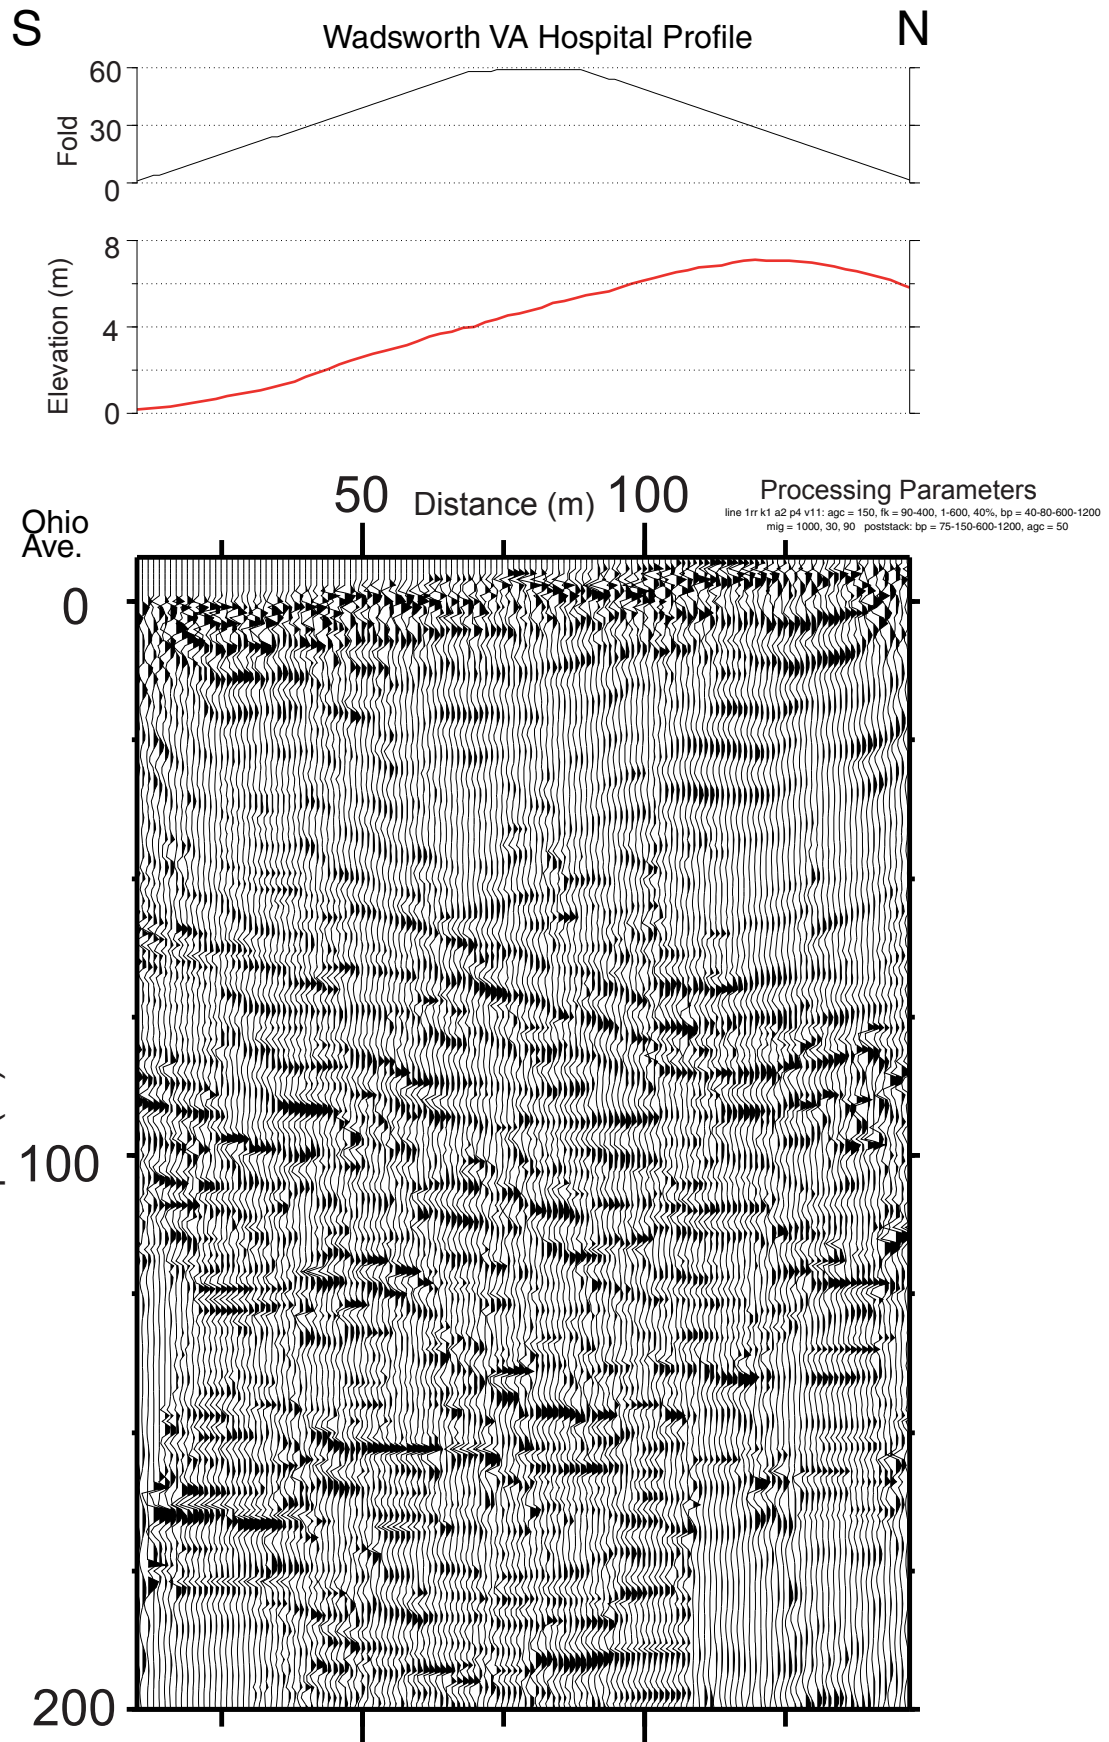 S
N
Wadsworth VA Hospital Profile
60
30
0
Fold
8
4
0
Elevation (m)
50
Distance (m)
100
Processing Parameters
line 1rr k1 a2 p4 v11: agc = 150, fk = 90-400, 1-600, 40%, bp = 40-80-600-1200
mig = 1000, 30, 90 poststack: bp = 75-150-600-1200, agc = 50
Ohio
Ave.
0
100
200